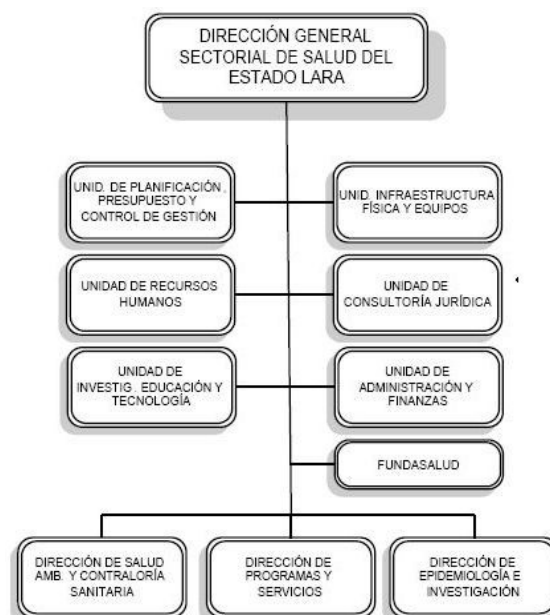 DIRECCIÓN GENERAL
SECTORIAL DE SALUD DEL
ESTADO LARA
UNID. DE PLANIFICACIÓN,
PRESUPUESTO Y
CONTROL DE GESTIÓN
UNID. INFRAESTRUCTURA
FÍSICA Y EQUIPOS
UNIDAD DE RECURSOS
HUMANOS
UNIDAD DE
CONSULTORÍA JURÍDICA
UNIDAD DE
INVESTIG. EDUCACIÓN Y
TECNOLOGÍA
UNIDAD DE
ADMINISTRACIÓN Y
FINANZAS
FUNDASALUD
DIRECCIÓN DE SALUD
AMB. Y CONTRALORÍA
SANITARIA
DIRECCIÓN DE
PROGRAMAS Y
SERVICIOS
DIRECCIÓN DE
EPIDEMIOLOGÍA E
INVESTIGACIÓN